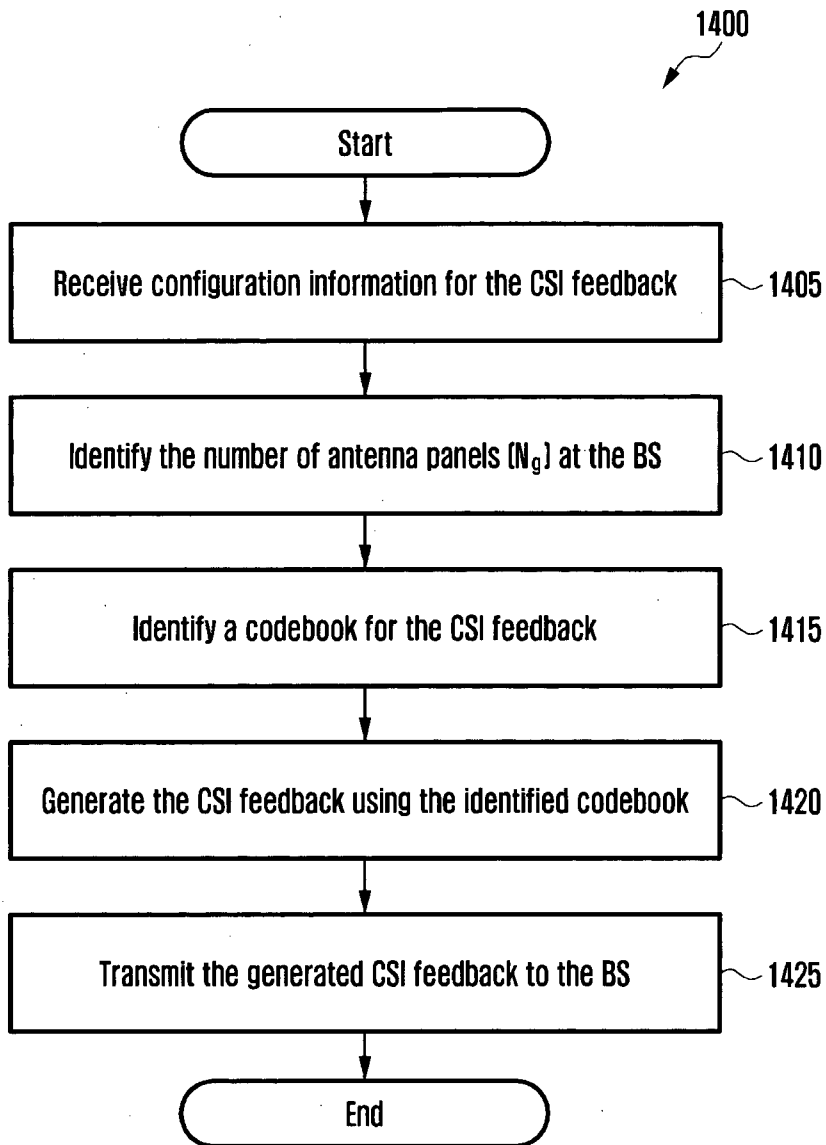 1400
Start
Receive configuration information for the CSI feedback
1405
Identify the number of antenna panels (Ng) at the BS
1410
Identify a codebook for the CSI feedback
1415
Generate the CSI feedback using the identified codebook
1420
Transmit the generated CSI feedback to the BS
1425
End